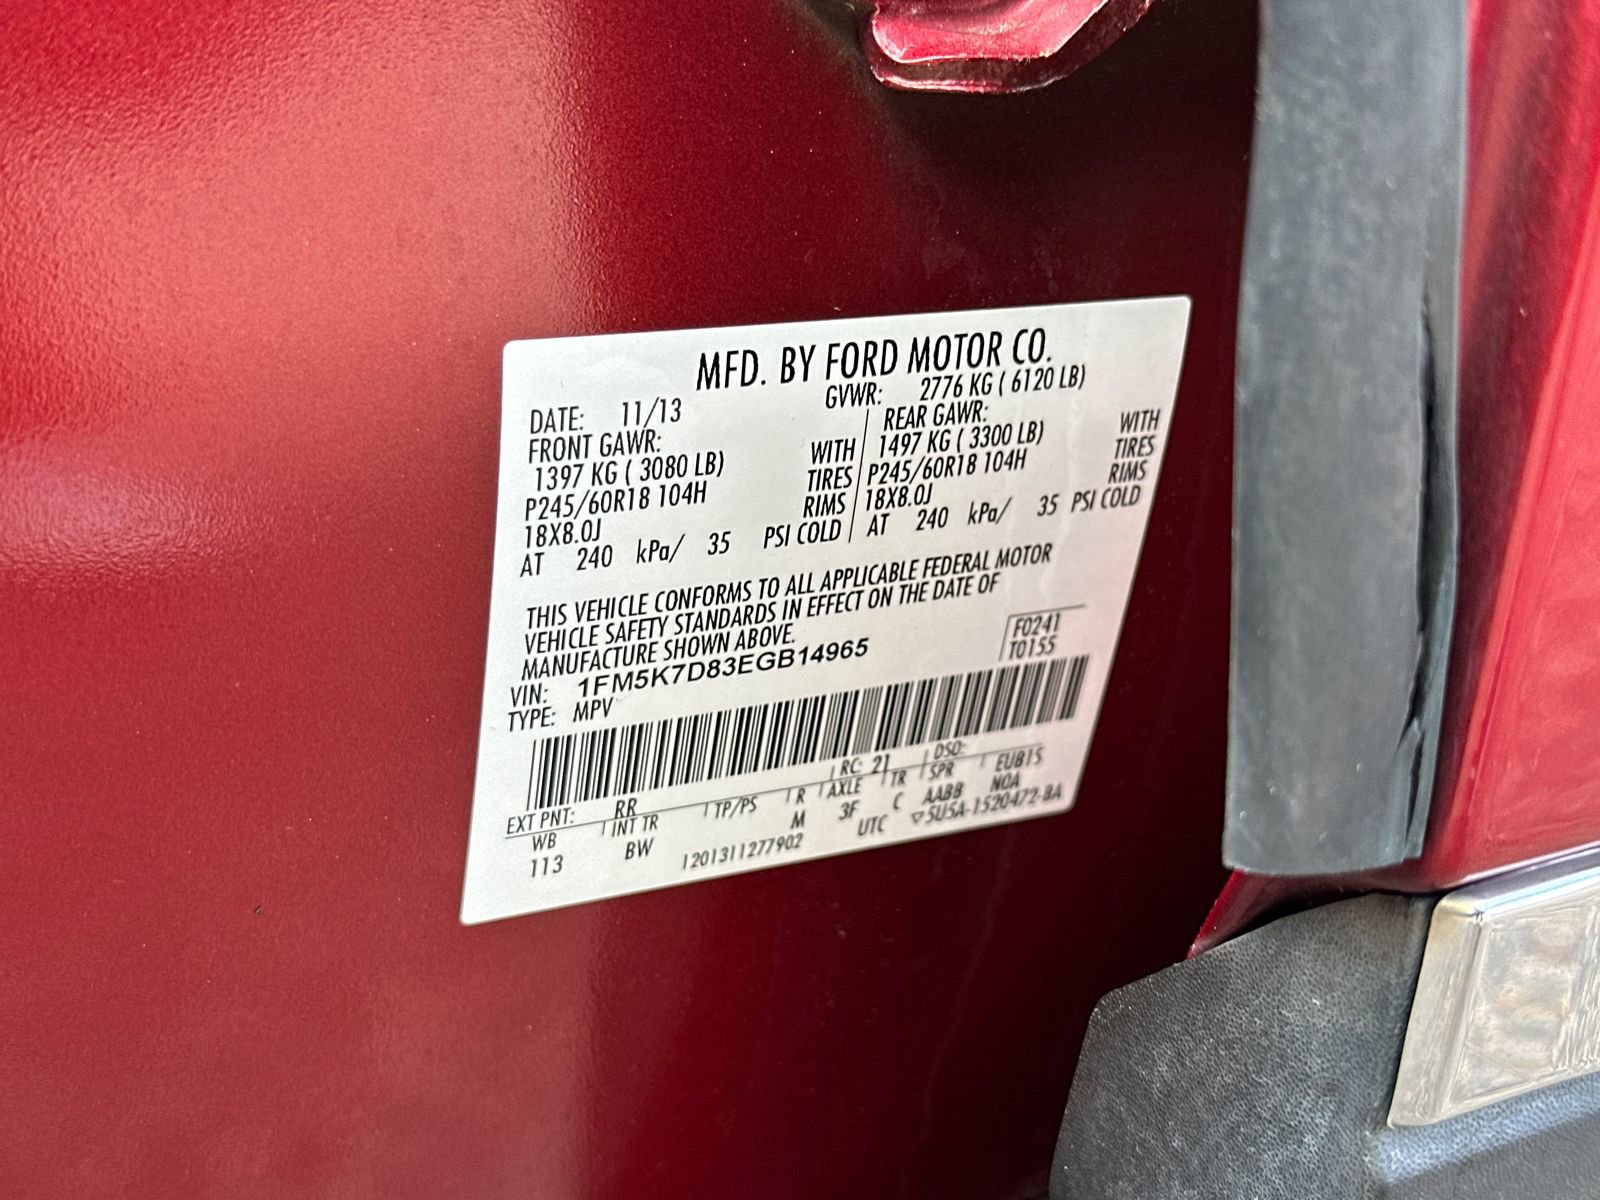 MFD. BY FORD MOTOR CO.
DATE: 11/13 GVWR: 2776 KG ( 6120 LB)
FRONT GAWR: REAR GAWR:
1397 KG ( 3080 LB) WITH 1497 KG ( 3300 LB) WITH
P245/60R18 104H TIRES P245/60R18 104H TIRES
18X8.0J RIMS 18X8.0J RIMS
AT 240 kPa/ 35 PSI COLD AT 240 kPa/ 35 PSI COLD
THIS VEHICLE CONFORMS TO ALL APPLICABLE FEDERAL MOTOR
VEHICLE SAFETY STANDARDS IN EFFECT ON THE DATE OF
MANUFACTURE SHOWN ABOVE.
VIN: 1FM5K7D83EGB14965 F0241
TYPE: MPV T0155
EXT PNT: RR RC: 21 DSO:
WB INT TR TP/PS R AXLE TR SPR EUB1S
113 BW M 3F C AABB NOA
1201311277902 UTC ▽5U5A-1520472-BA